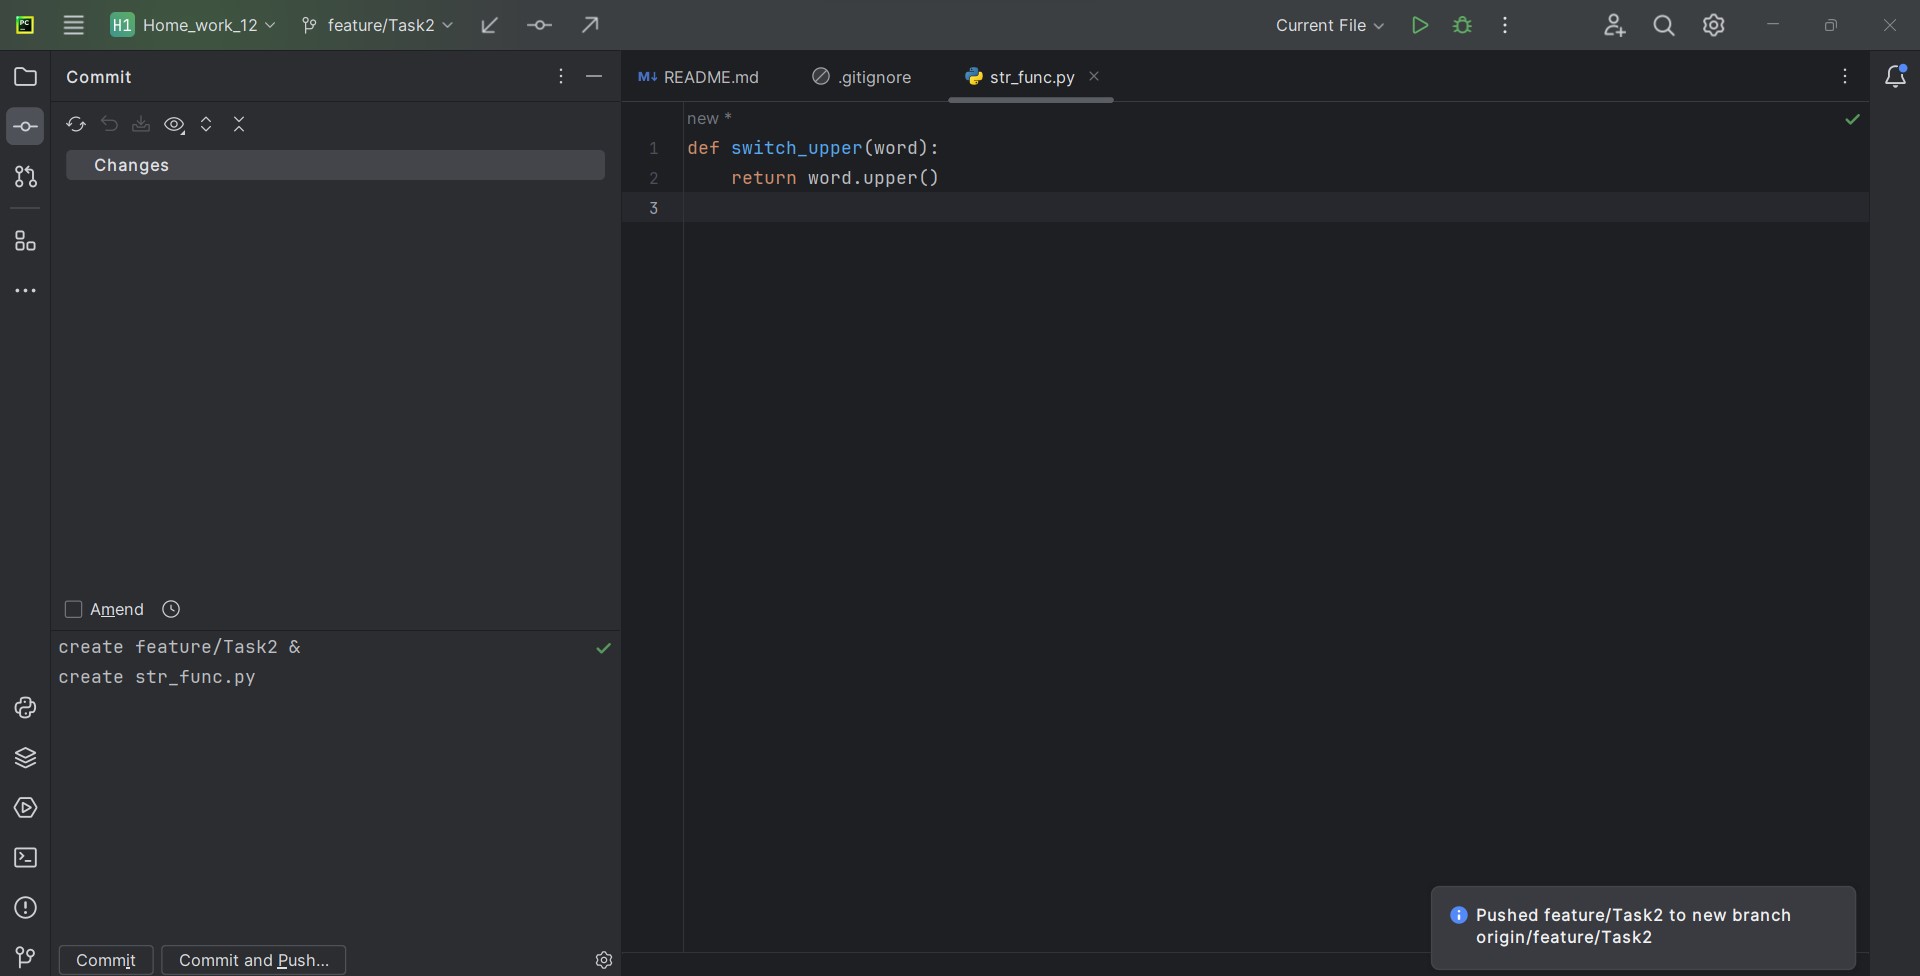 PC H1 Home_work_12 feature/Task2 Current File
Commit
M↓ README.md .gitignore str_func.py
new *
Changes
1 def switch_upper(word):
2 return word.upper()
3
Amend
create feature/Task2 &
create str_func.py
Commit Commit and Push...
Pushed feature/Task2 to new branch
origin/feature/Task2